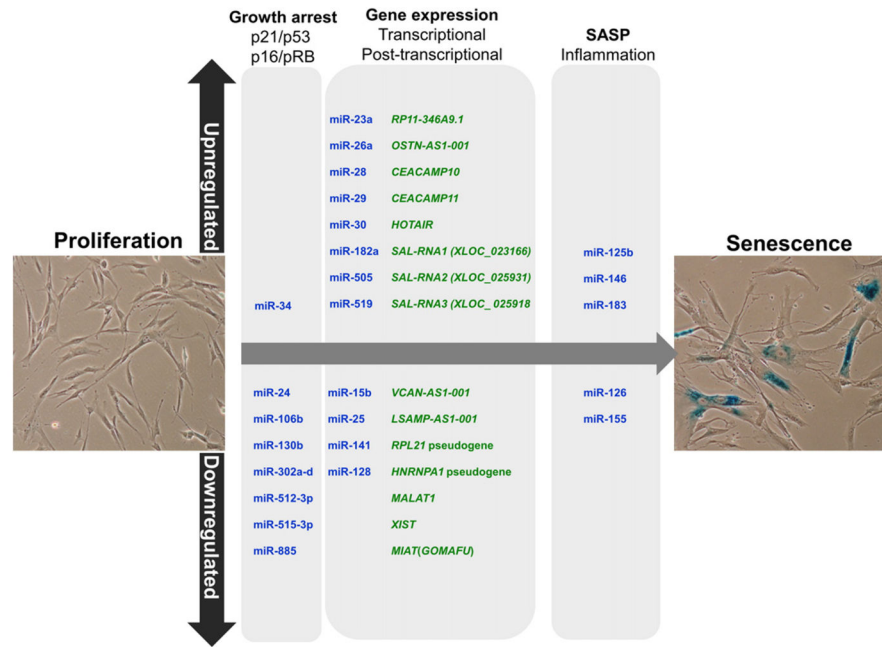 Growth arrest
p21/p53
p16/pRB
Gene expression
Transcriptional
Post-transcriptional
SASP
Inflammation
Upnregulated
Downregulated
Proliferation
Senescence
miR-34
miR-23a RP11-346A9.1
miR-26a OSTN-AS1-001
miR-28 CEACAMP10
miR-29 CEACAMP11
miR-30 HOTAIR
miR-182a SAL-RNA1 (XLOC_023166)
miR-505 SAL-RNA2 (XLOC_025931)
miR-519 SAL-RNA3 (XLOC_ 025918
miR-125b
miR-146
miR-183
miR-24
miR-106b
miR-130b
miR-302a-d
miR-512-3p
miR-515-3p
miR-885
miR-15b VCAN-AS1-001
miR-25 LSAMP-AS1-001
miR-141 RPL21 pseudogene
miR-128 HNRNPA1 pseudogene
MALAT1
XIST
MIAT(GOMAFU)
miR-126
miR-155